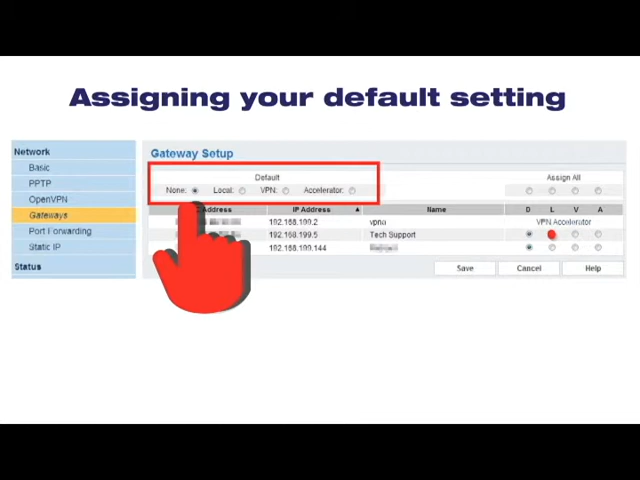 Assigning your default setting
Network
Basic
PPTP
OpenVPN
Gateways
Port Forwarding
Static IP
Status
Gateway Setup
Default
None: Local: VPN: Accelerator:
Assign All
Address IP Address ▲ Name D L V A
192.168.199.2 vpna VPN Accelerator
192.168.199.5 Tech Support
192.168.199.144
Save Cancel Help